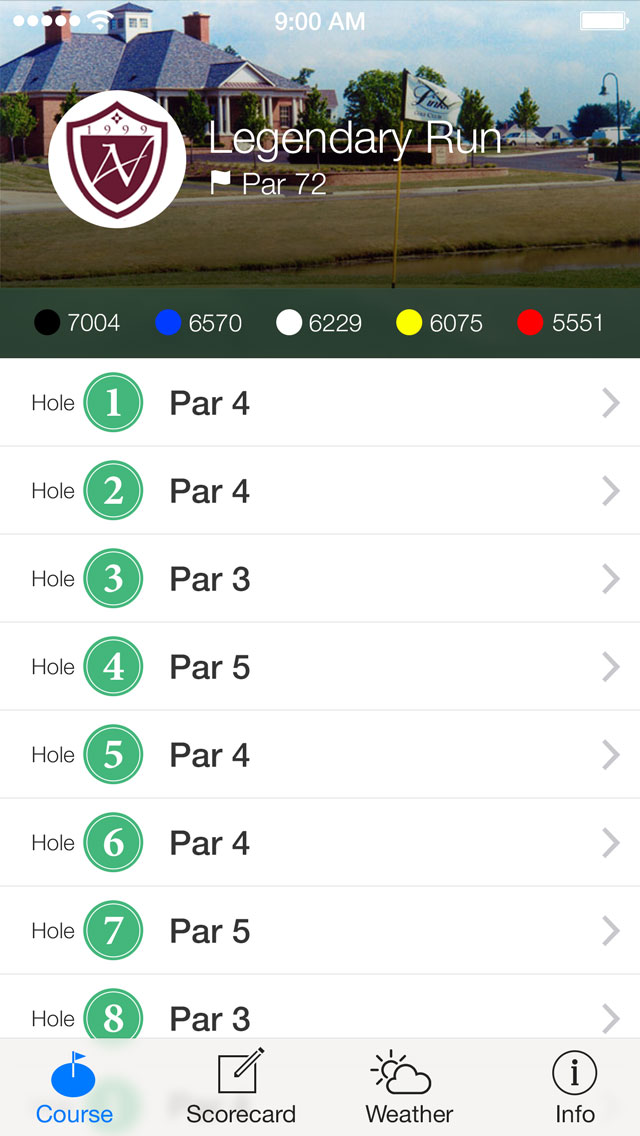 9:00 AM
1999
N
Links
Legendary Run
Par 72
7004 6570 6229 6075 5551
Hole 1 Par 4
Hole 2 Par 4
Hole 3 Par 3
Hole 4 Par 5
Hole 5 Par 4
Hole 6 Par 4
Hole 7 Par 5
Hole 8 Par 3
Course Scorecard Weather Info